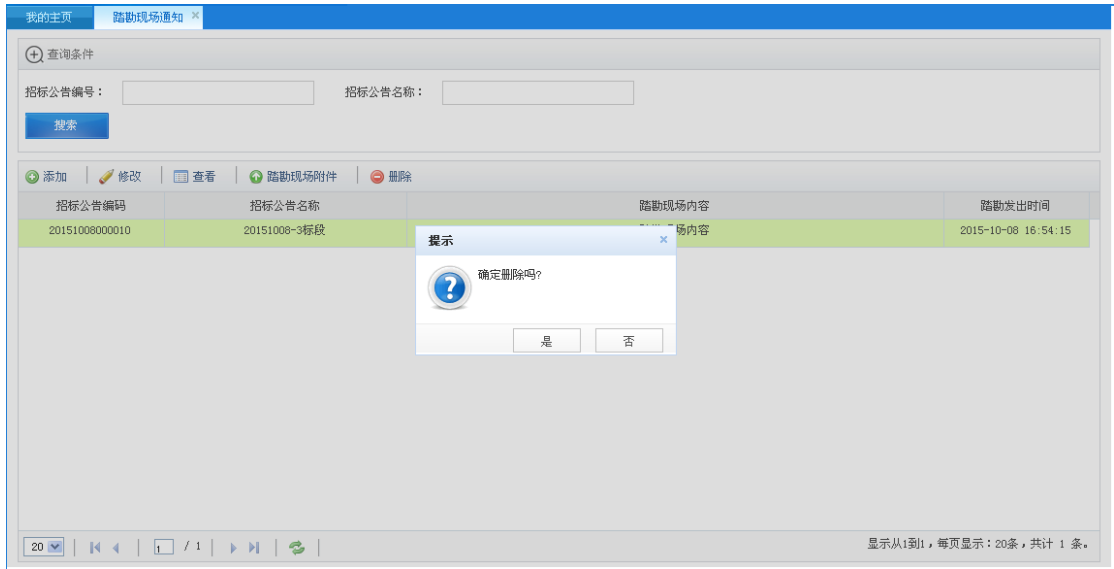 我的主页 踏勘现场通知
查询条件
招标公告编号： 招标公告名称：
搜索
添加 修改 查看 踏勘现场附件 删除
招标公告编码 招标公告名称 踏勘现场内容 踏勘发出时间
20151008000010 20151008-3标段 场内容 2015-10-08 16:54:15
提示
确定删除吗?
是 否
20 1 / 1 显示从1到1，每页显示：20条，共计 1 条。